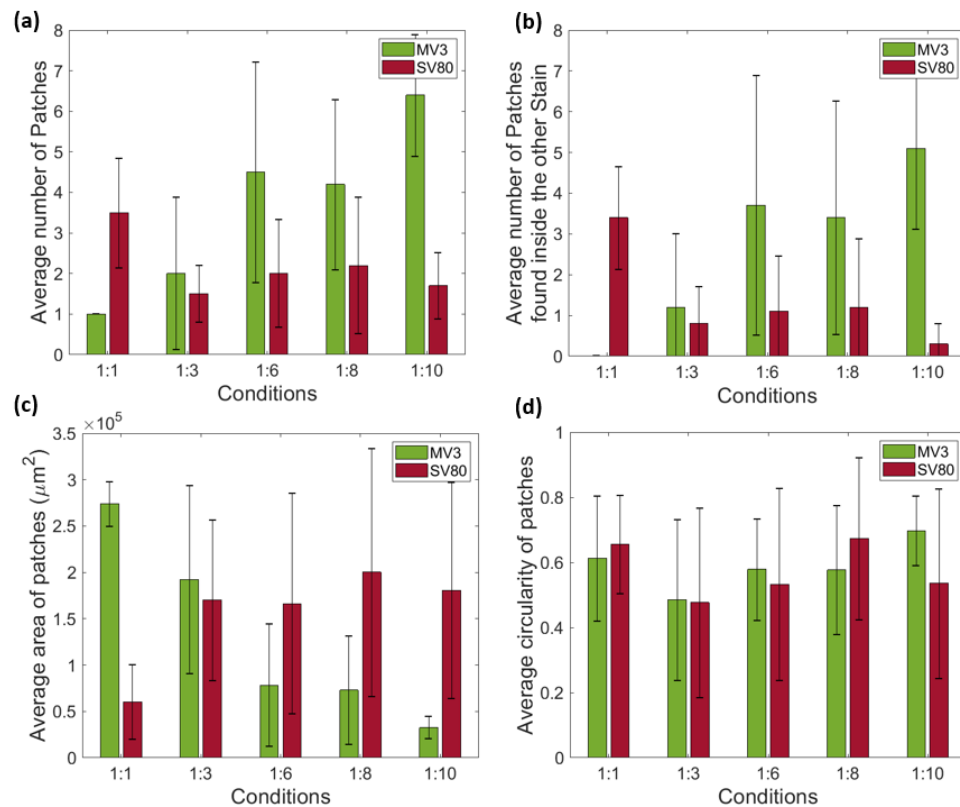 (a)
Average number of Patches
8
7
6
5
4
3
2
1
0
1:1 1:3 1:6 1:8 1:10
Conditions
MV3
SV80
(b)
Average number of Patches
found inside the other Stain
8
7
6
5
4
3
2
1
0
1:1 1:3 1:6 1:8 1:10
Conditions
MV3
SV80
(c)
×10⁵
Average area of patches (μm²)
3.5
3
2.5
2
1.5
1
0.5
0
1:1 1:3 1:6 1:8 1:10
Conditions
MV3
SV80
(d)
Average circularity of patches
1
0.8
0.6
0.4
0.2
0
1:1 1:3 1:6 1:8 1:10
Conditions
MV3
SV80